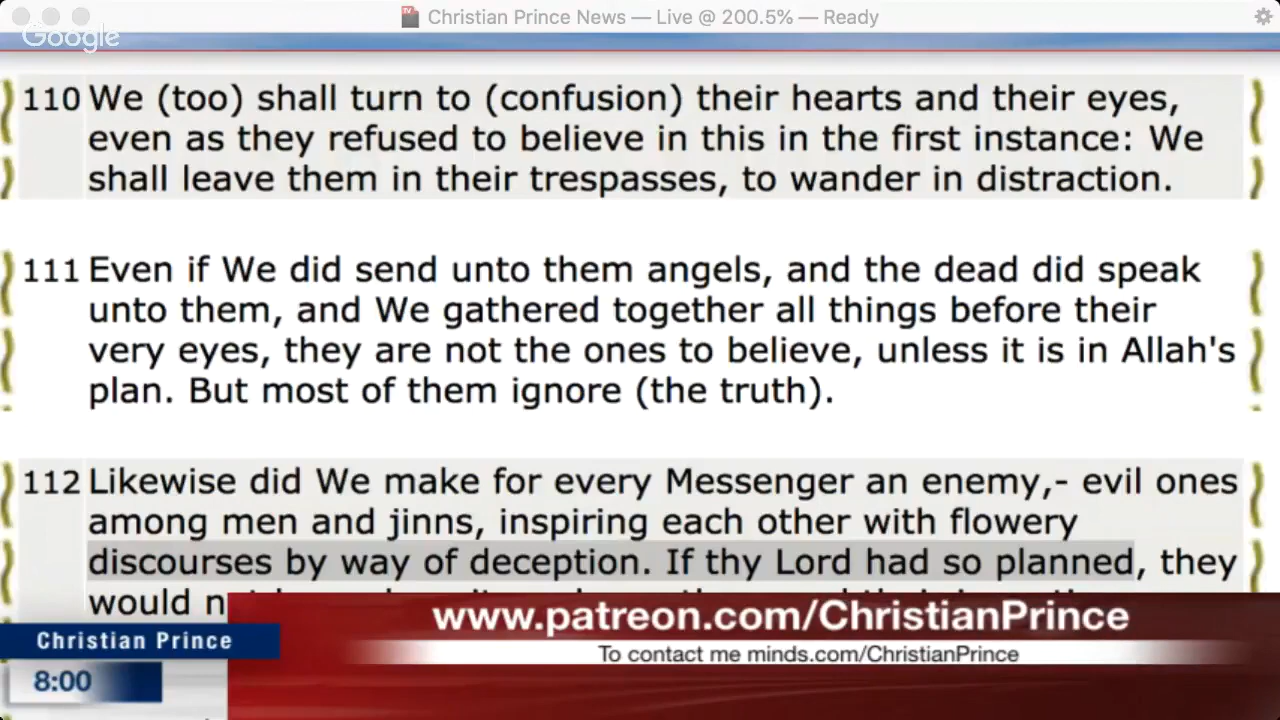 Christian Prince News — Live @ 200.5% — Ready
Google
110 We (too) shall turn to (confusion) their hearts and their eyes,
even as they refused to believe in this in the first instance: We
shall leave them in their trespasses, to wander in distraction.
111 Even if We did send unto them angels, and the dead did speak
unto them, and We gathered together all things before their
very eyes, they are not the ones to believe, unless it is in Allah's
plan. But most of them ignore (the truth).
112 Likewise did We make for every Messenger an enemy,- evil ones
among men and jinns, inspiring each other with flowery
discourses by way of deception. If thy Lord had so planned, they
would
www.patreon.com/ChristianPrince
Christian Prince
To contact me minds.com/ChristianPrince
8:00